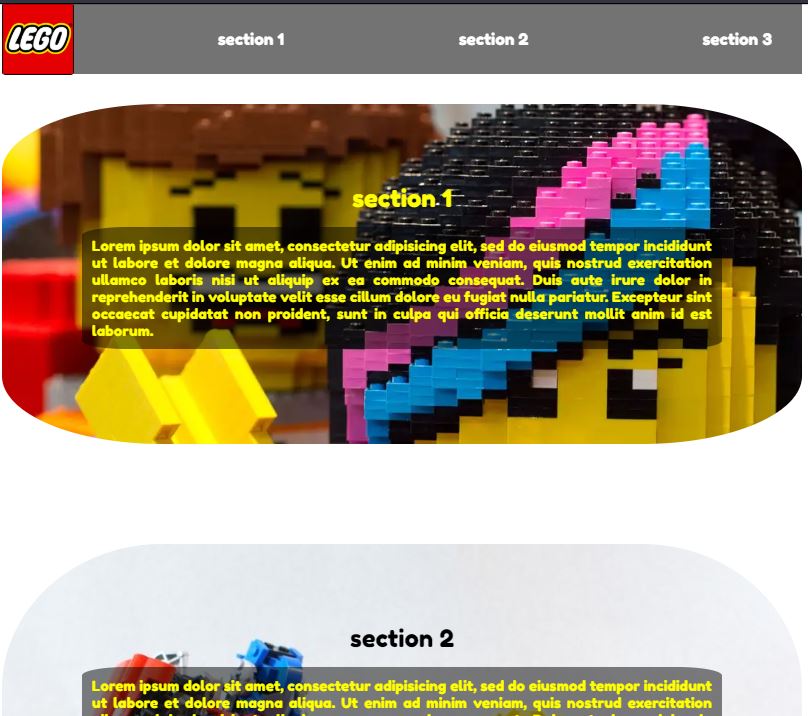 LEGO
section 1
section 2
section 3
section 1
Lorem ipsum dolor sit amet, consectetur adipisicing elit, sed do eiusmod tempor incididunt
ut labore et dolore magna aliqua. Ut enim ad minim veniam, quis nostrud exercitation
ullamco laboris nisi ut aliquip ex ea commodo consequat. Duis aute irure dolor in
reprehenderit in voluptate velit esse cillum dolore eu fugiat nulla pariatur. Excepteur sint
occaecat cupidatat non proident, sunt in culpa qui officia deserunt mollit anim id est
laborum.
section 2
Lorem ipsum dolor sit amet, consectetur adipisicing elit, sed do eiusmod tempor incididunt
ut labore et dolore magna aliqua. Ut enim ad minim veniam, quis nostrud exercitation